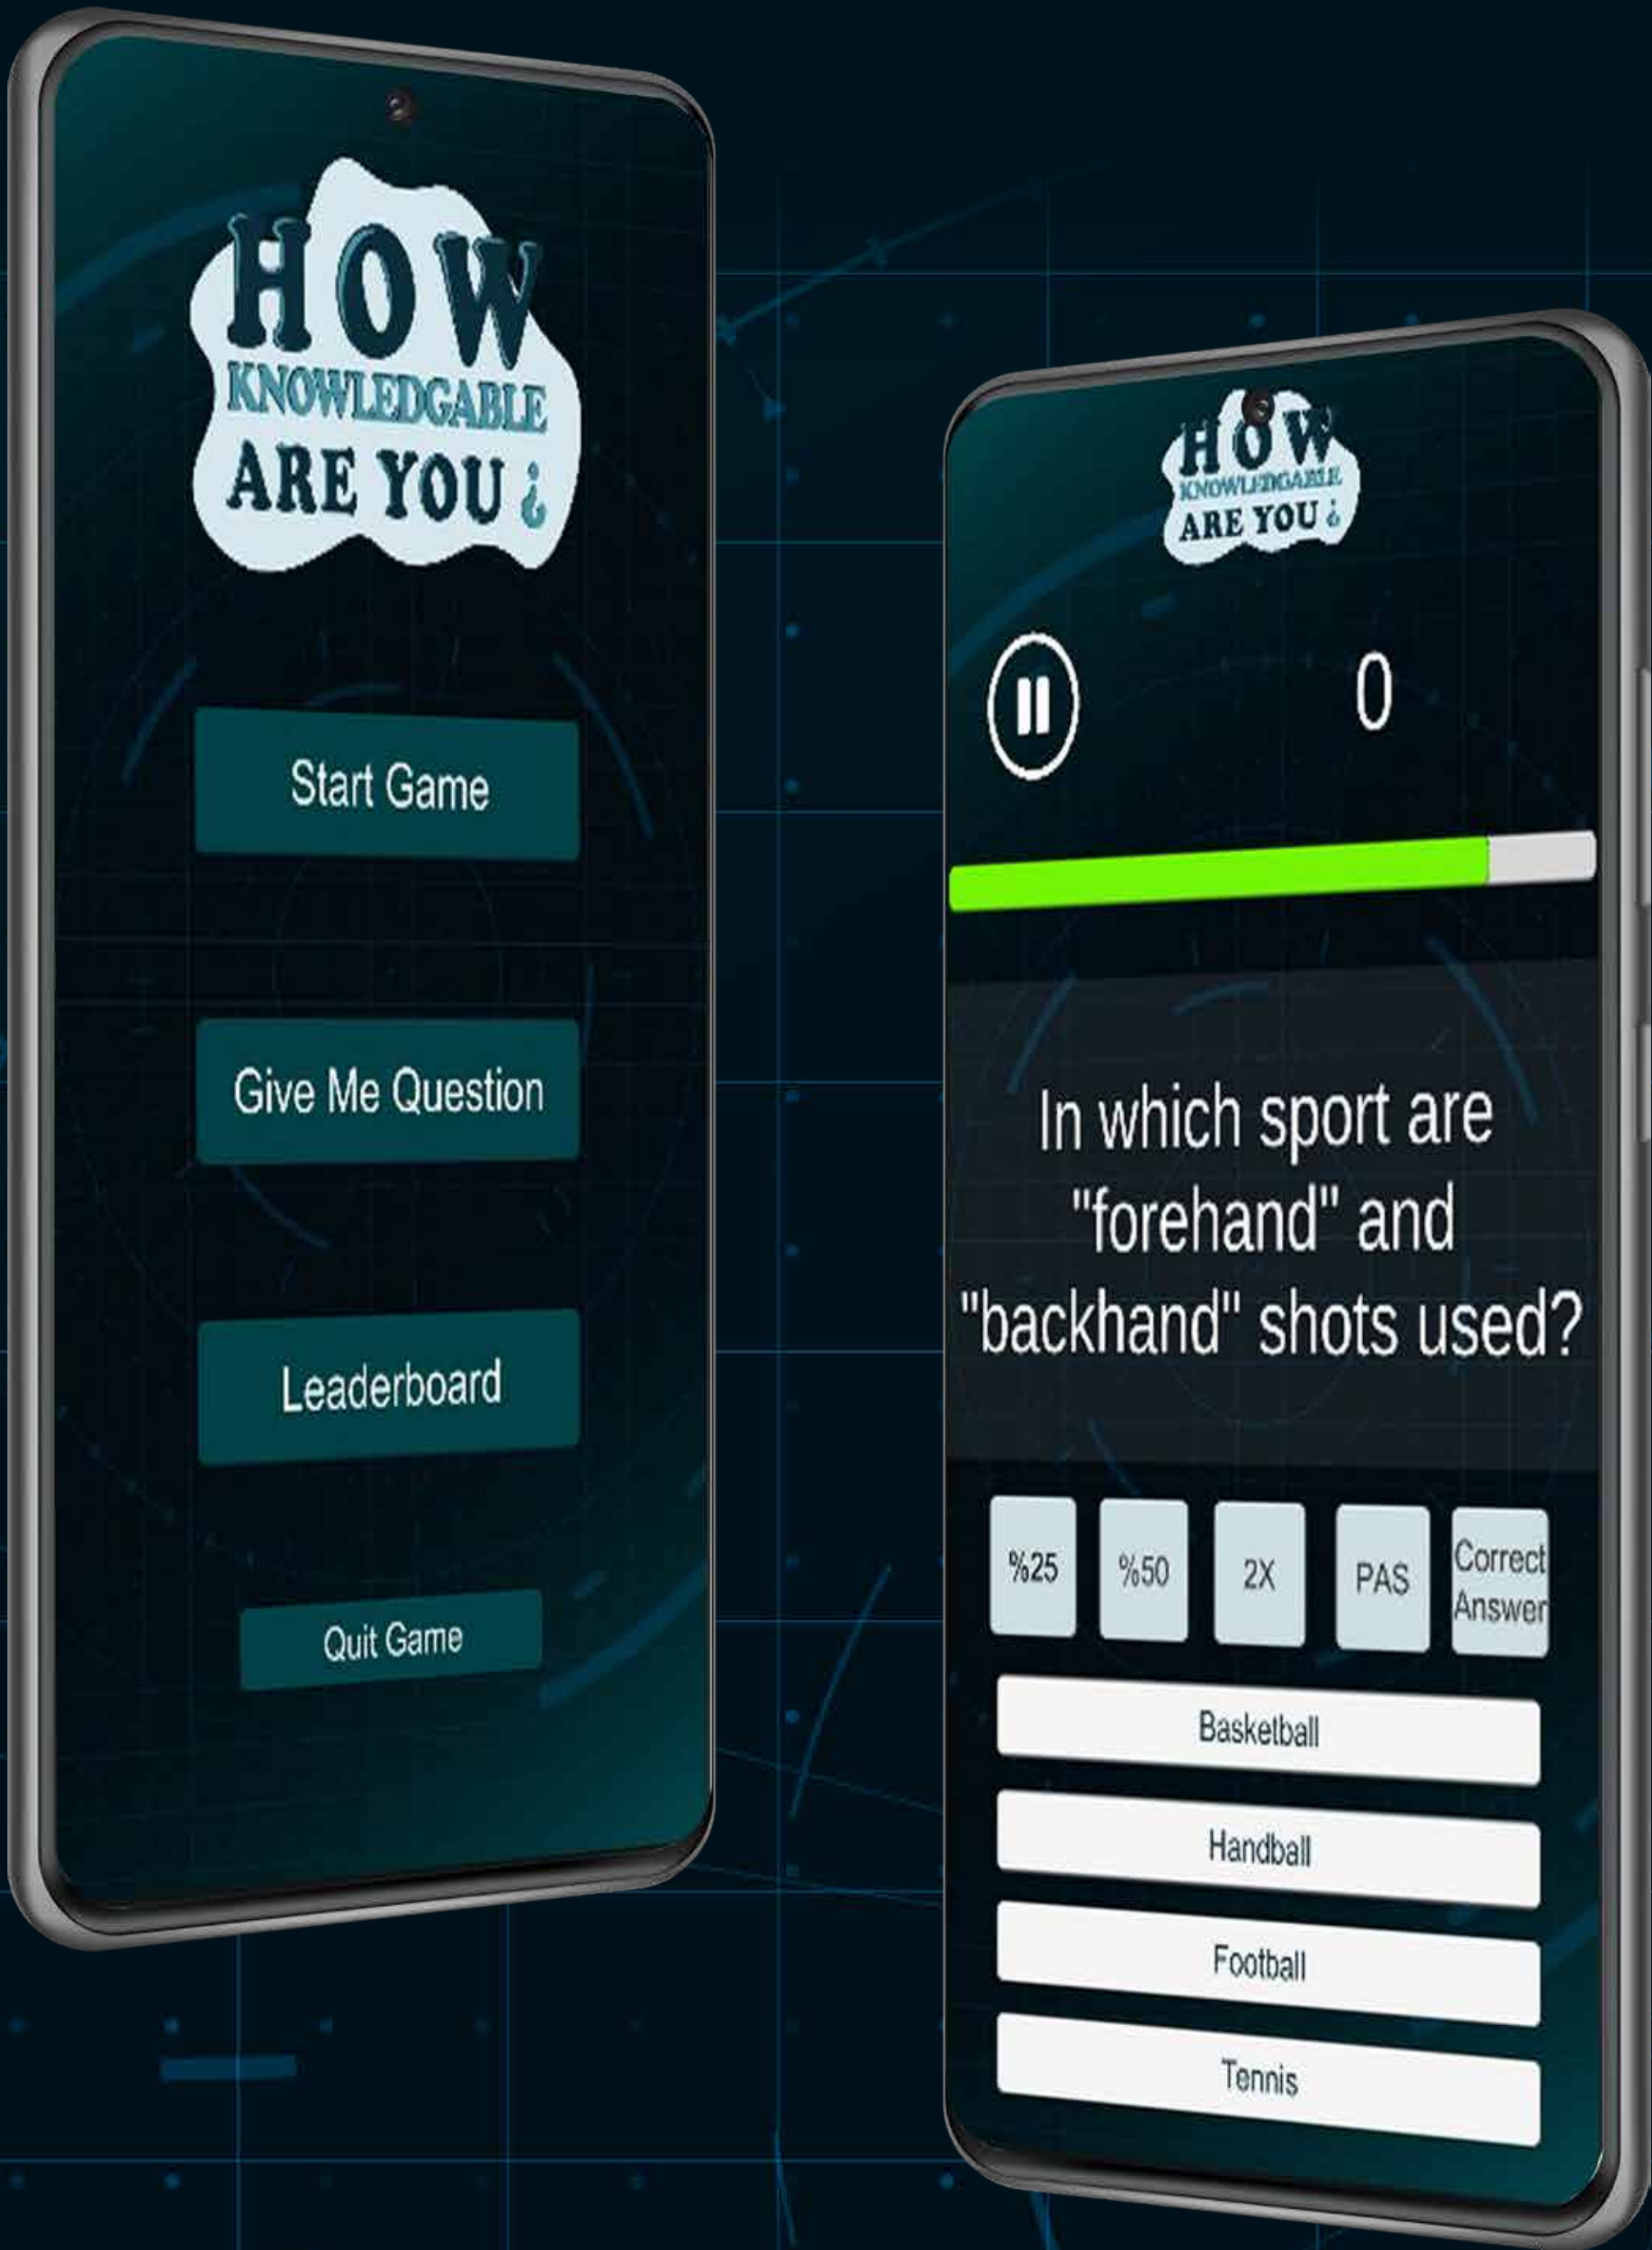 HOW
KNOWLEDGABLE
ARE YOU ¿
Start Game
Give Me Question
Leaderboard
Quit Game
HOW
KNOWLEDGABLE
ARE YOU ¿
0
In which sport are
"forehand" and
"backhand" shots used?
%25 %50 2X PAS Correct
Answer
Basketball
Handball
Football
Tennis